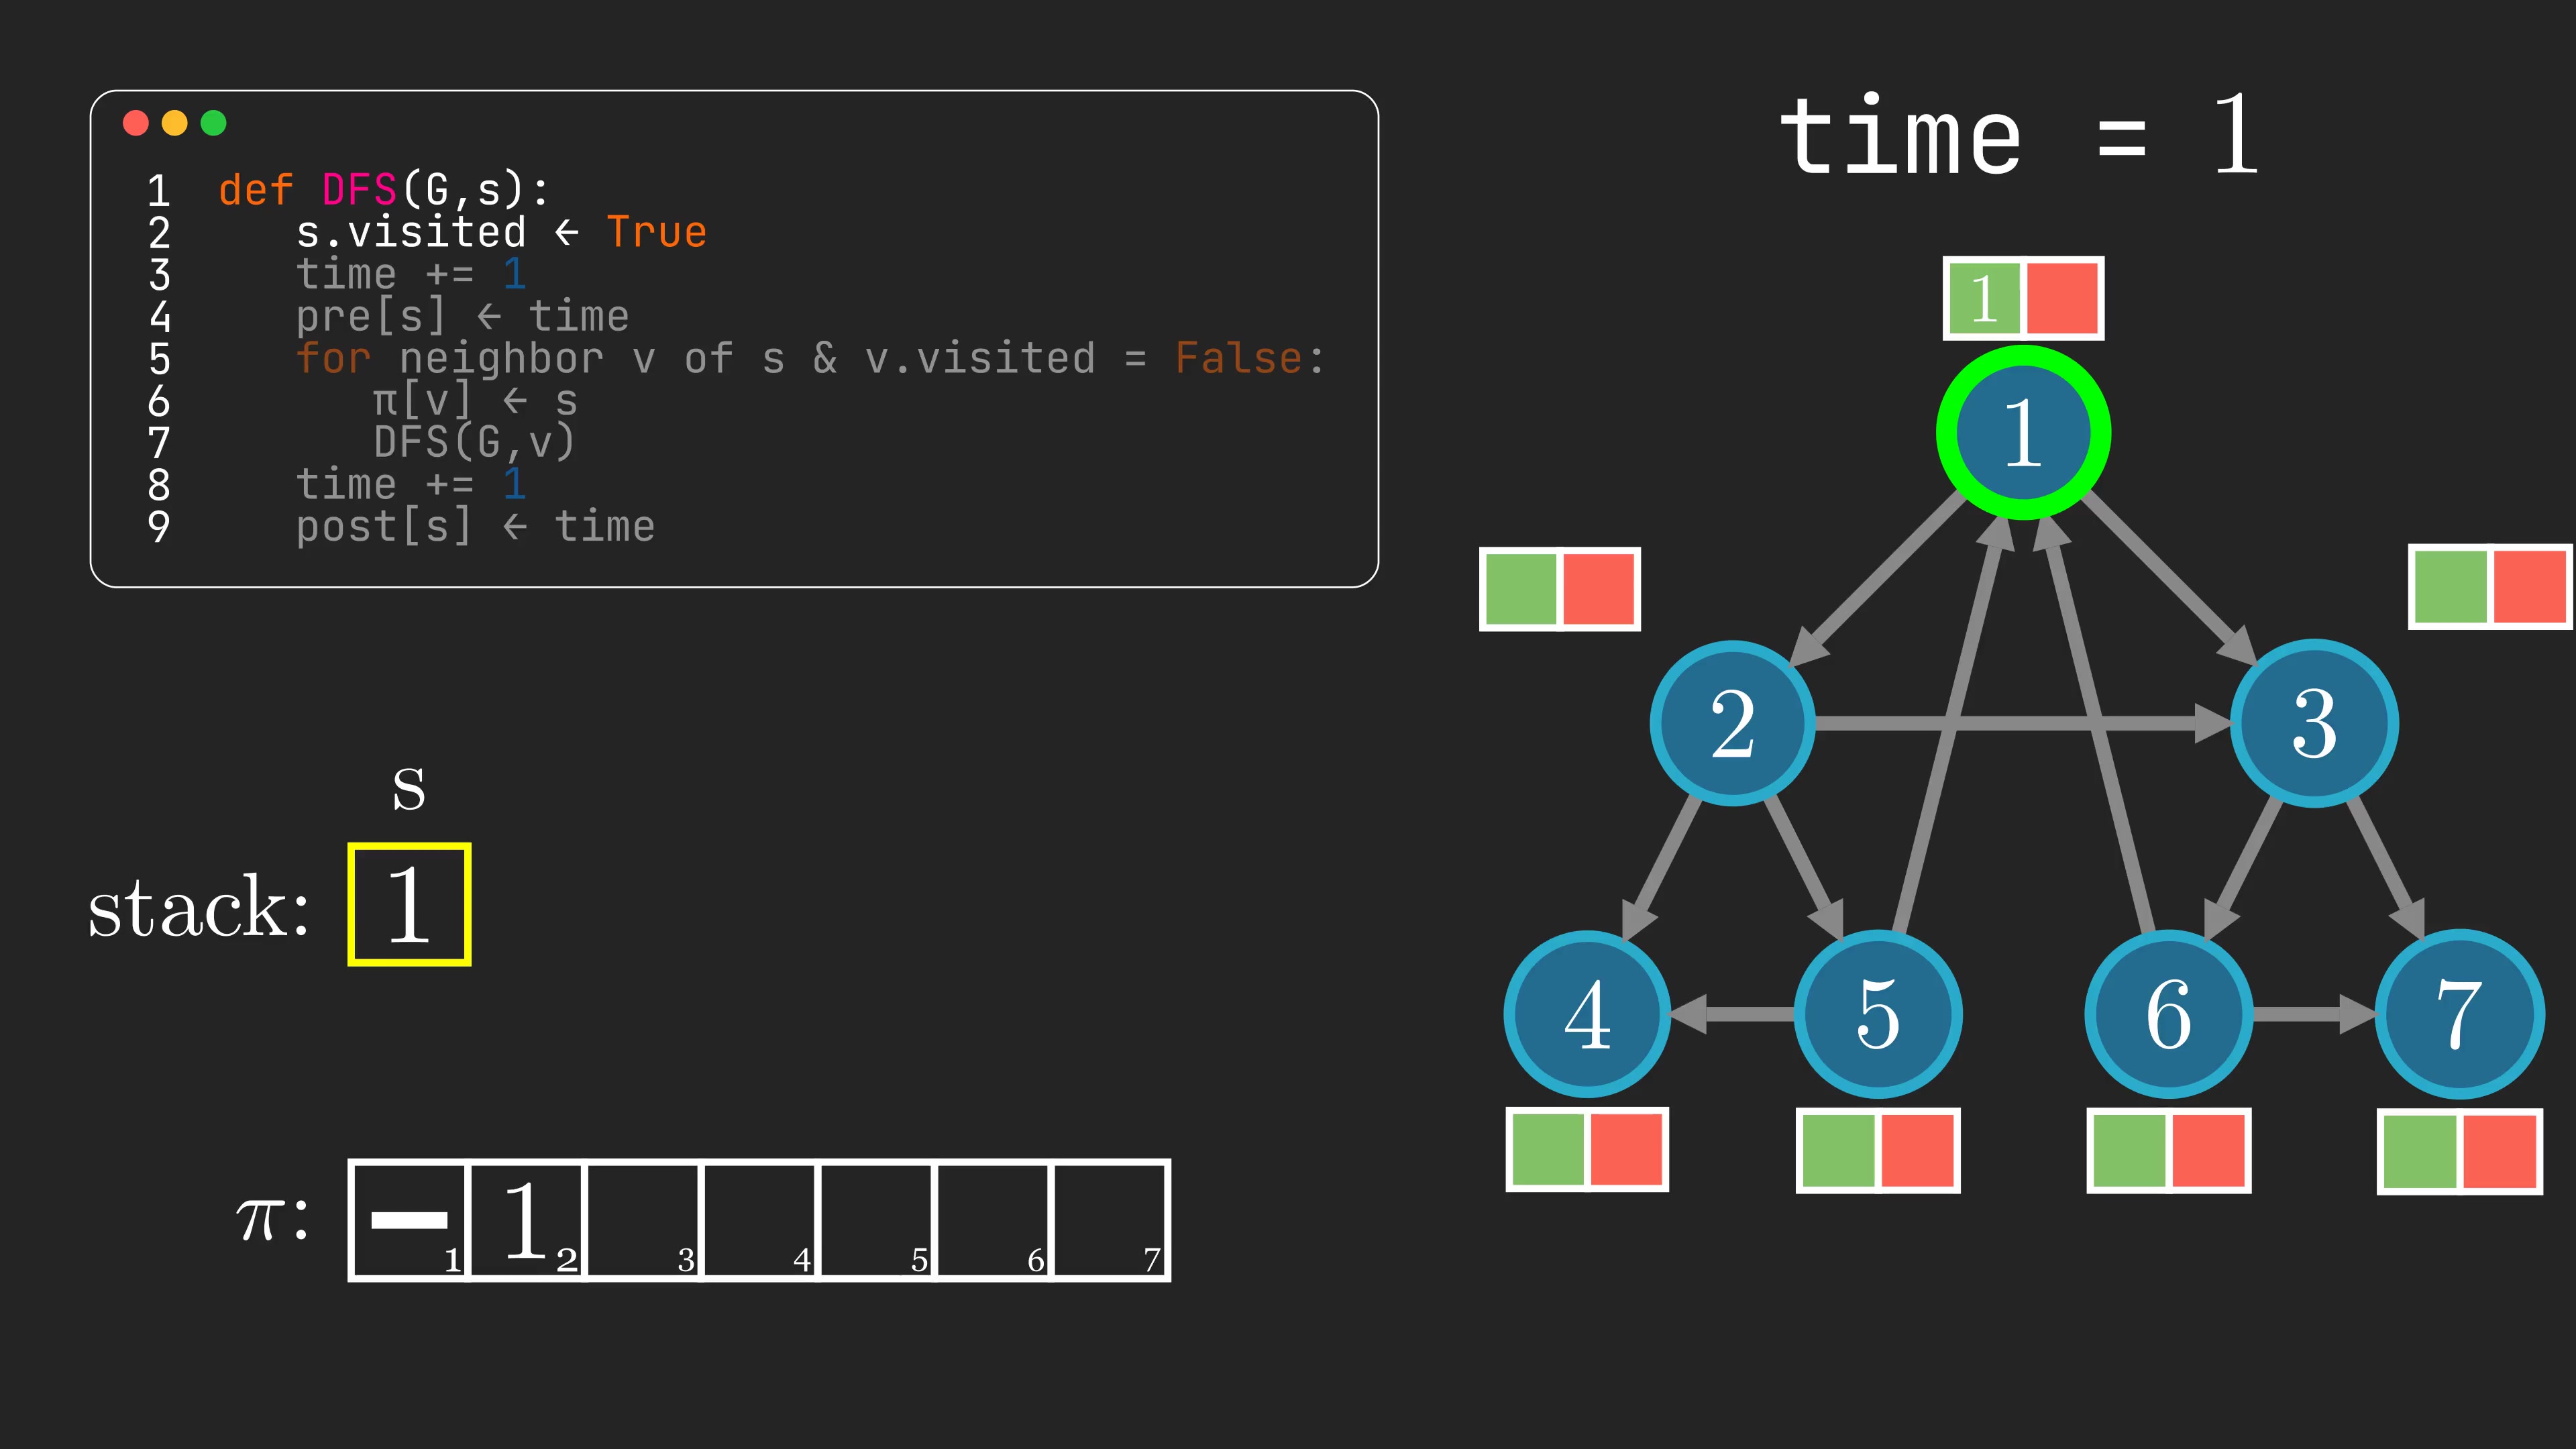 time = 1
1 def DFS(G,s):
2 s.visited ← True
3 time += 1
4 pre[s] ← time
5 for neighbor v of s & v.visited = False:
6 π[v] ← s
7 DFS(G,v)
8 time += 1
9 post[s] ← time
1
1
2 3
4 5 6 7
s
stack: 1
π: – 1
1 2 3 4 5 6 7